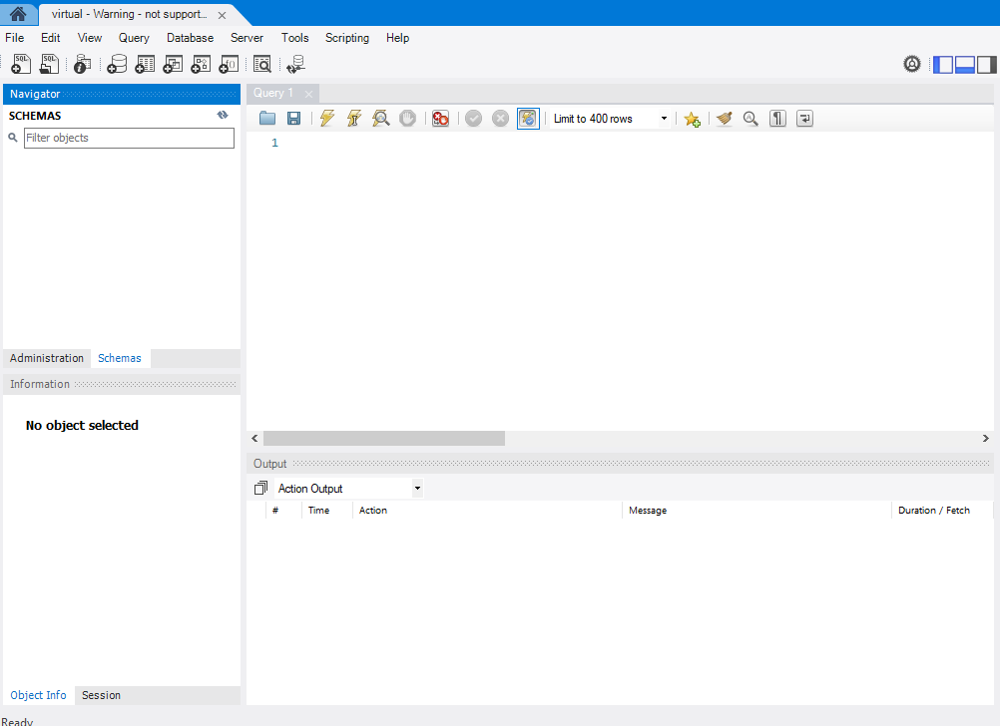 virtual - Warning - not support...
File Edit View Query Database Server Tools Scripting Help
Navigator
SCHEMAS
Filter objects
Administration Schemas
Information
No object selected
Object Info Session
Query 1
Limit to 400 rows
1
Output
Action Output
# Time Action Message Duration / Fetch
Ready